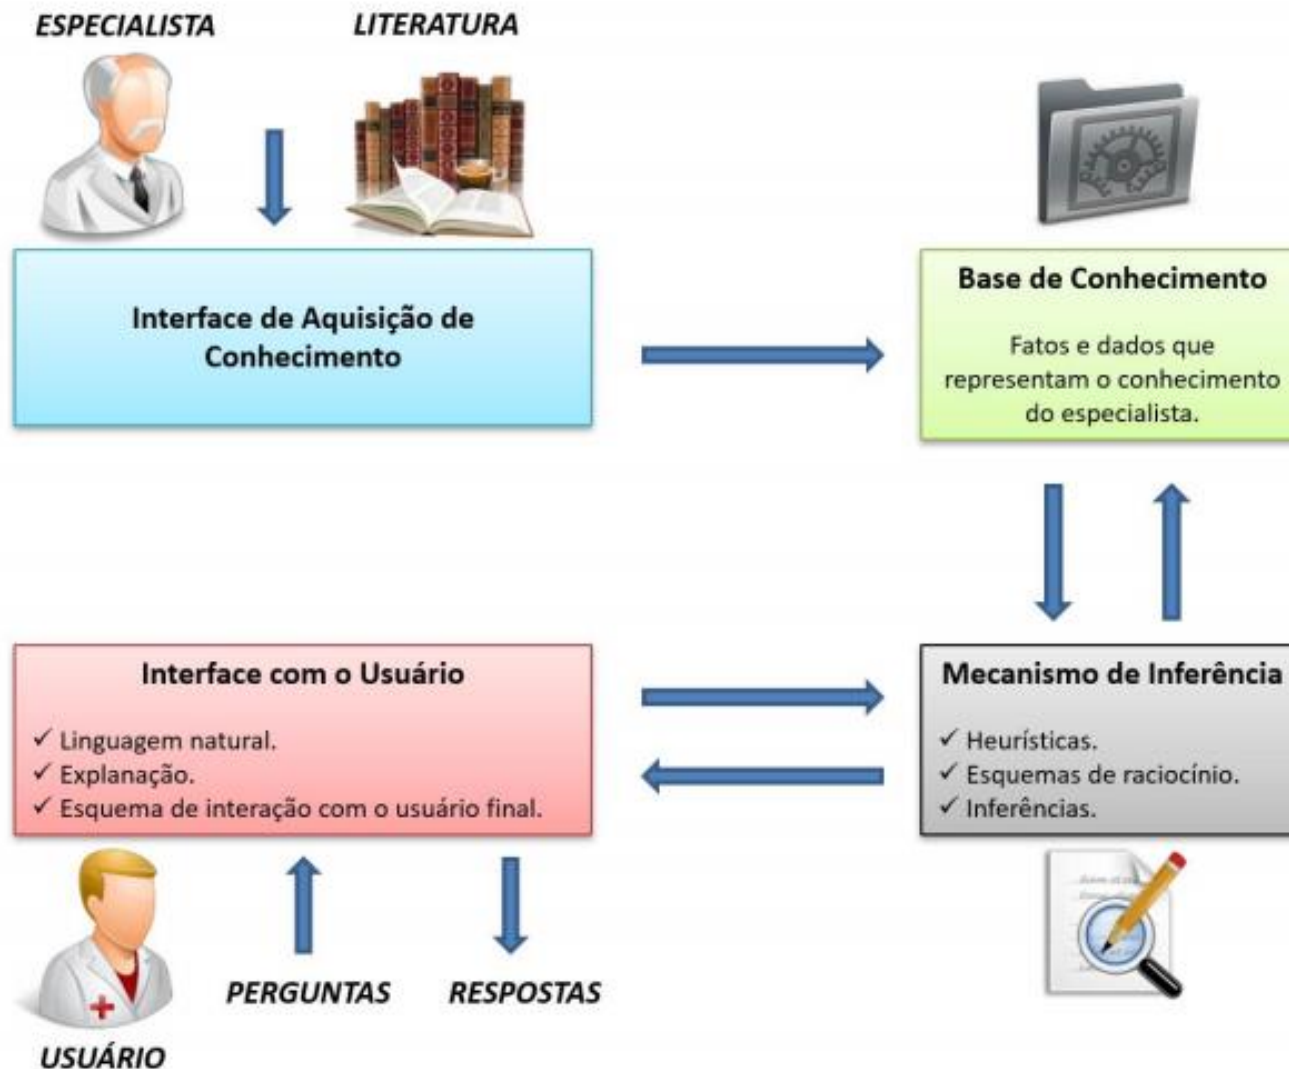 ESPECIALISTA
LITERATURA
Interface de Aquisição de
Conhecimento
Base de Conhecimento
Fatos e dados que
representam o conhecimento
do especialista.
Interface com o Usuário
✓ Linguagem natural.
✓ Explanação.
✓ Esquema de interação com o usuário final.
Mecanismo de Inferência
✓ Heurísticas.
✓ Esquemas de raciocínio.
✓ Inferências.
PERGUNTAS
RESPOSTAS
USUÁRIO